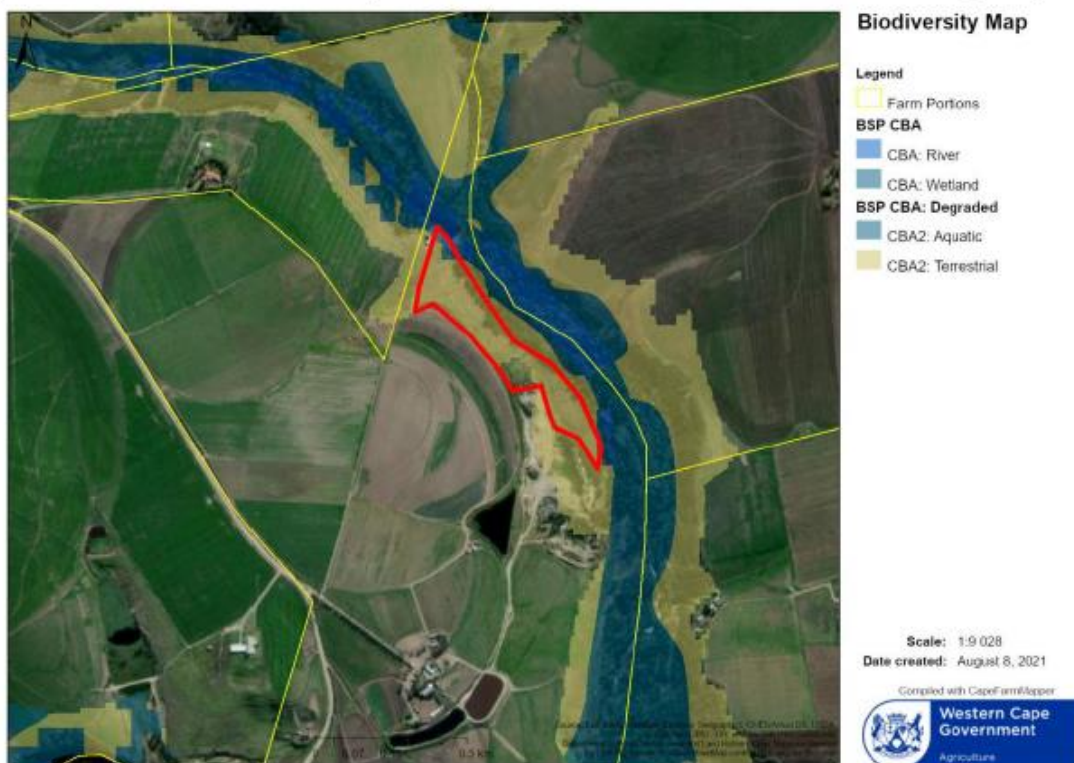 N
Biodiversity Map
Legend
Farm Portions
BSP CBA
CBA: River
CBA: Wetland
BSP CBA: Degraded
CBA2: Aquatic
CBA2: Terrestrial
Scale: 1:9 028
Date created: August 8, 2021
Compiled with CapeFarmMapper
Western Cape
Government
Agriculture
0.5 km